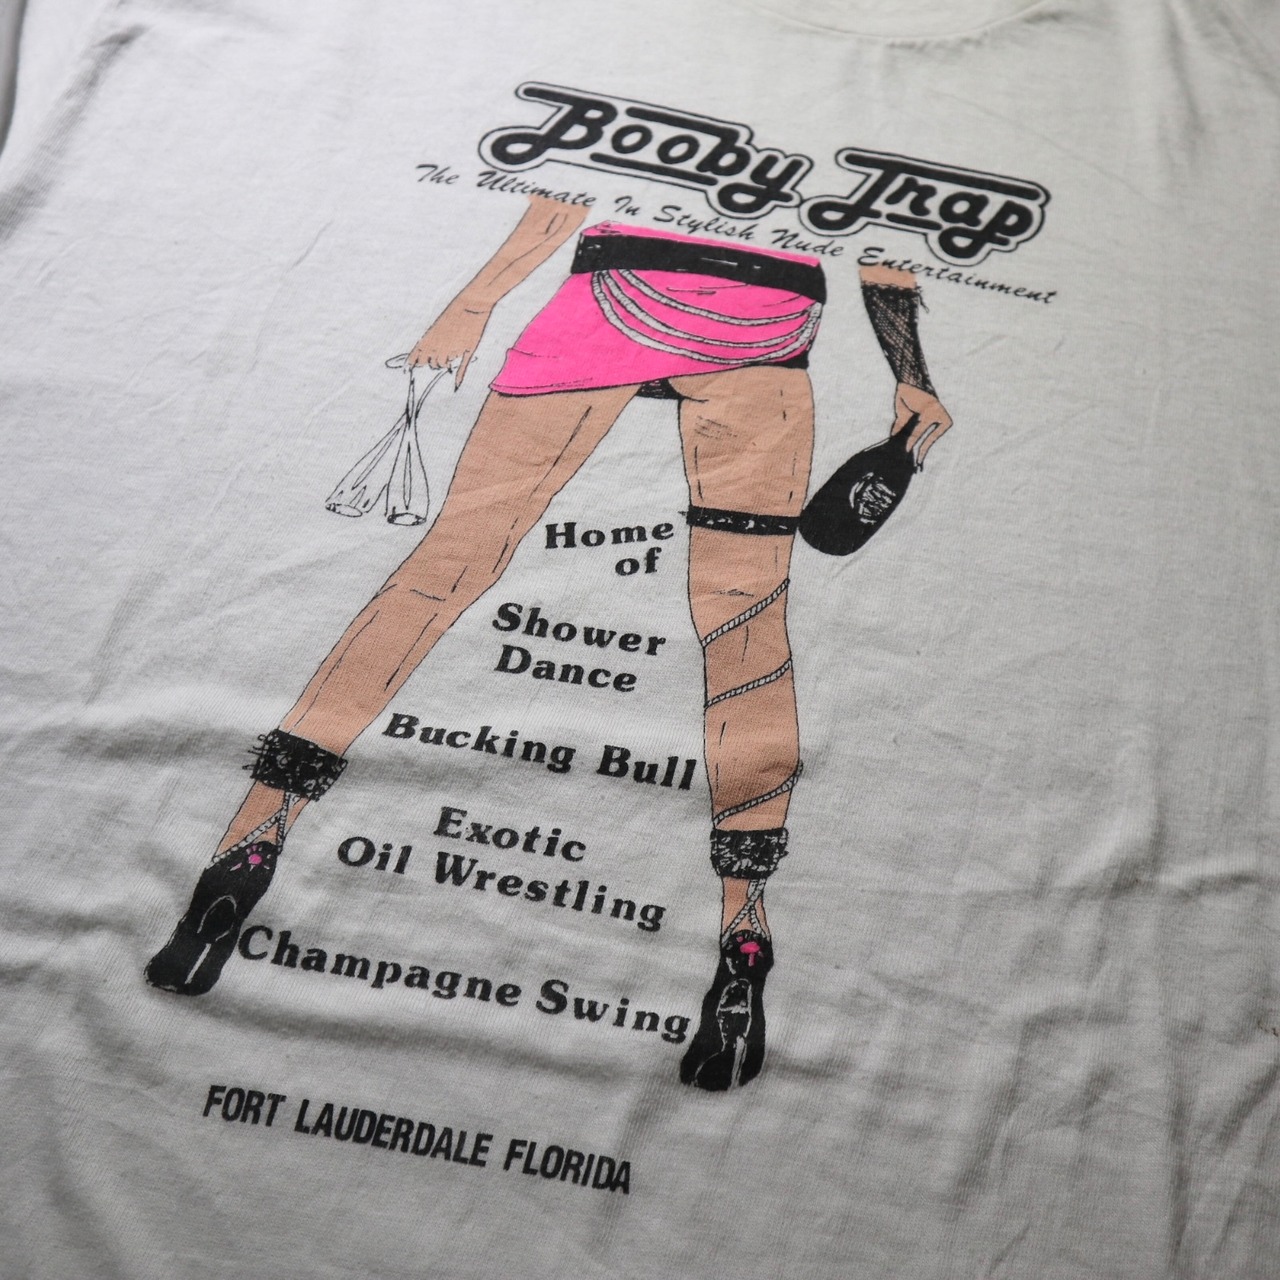 Booby Trap
The Ultimate In Stylish Nude Entertainment
Home
of
Shower
Dance
Bucking Bull
Exotic
Oil Wrestling
Champagne Swing
FORT LAUDERDALE FLORIDA